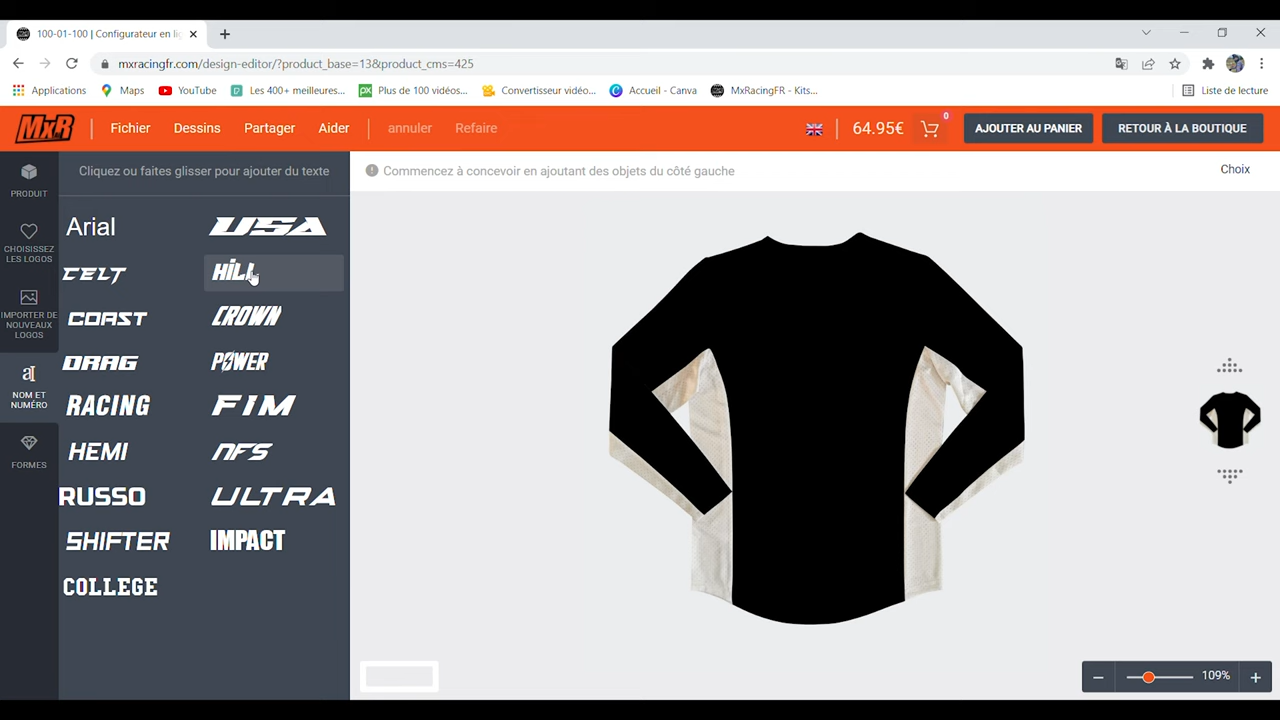 100-01-100 | Configurateur en li
mxracingfr.com/design-editor/?product_base=13&product_cms=425
Applications Maps YouTube Les 400+ meilleures... Plus de 100 vidéos... Convertisseur vidéo... Accueil - Canva MxRacingFR - Kits... Liste de lecture
MxR Fichier Dessins Partager Aider annuler Refaire 64.95€ 0 AJOUTER AU PANIER RETOUR À LA BOUTIQUE
PRODUIT
CHOISISSEZ
LES LOGOS
IMPORTER DE
NOUVEAUX
LOGOS
a
NOM ET
NUMÉRO
FORMES
Cliquez ou faites glisser pour ajouter du texte
Arial USA
CELT HILL
COAST CROWN
DRAG POWER
RACING FIM
HEMI NFS
RUSSO ULTRA
SHIFTER IMPACT
COLLEGE
Commencez à concevoir en ajoutant des objets du côté gauche
Choix
109%